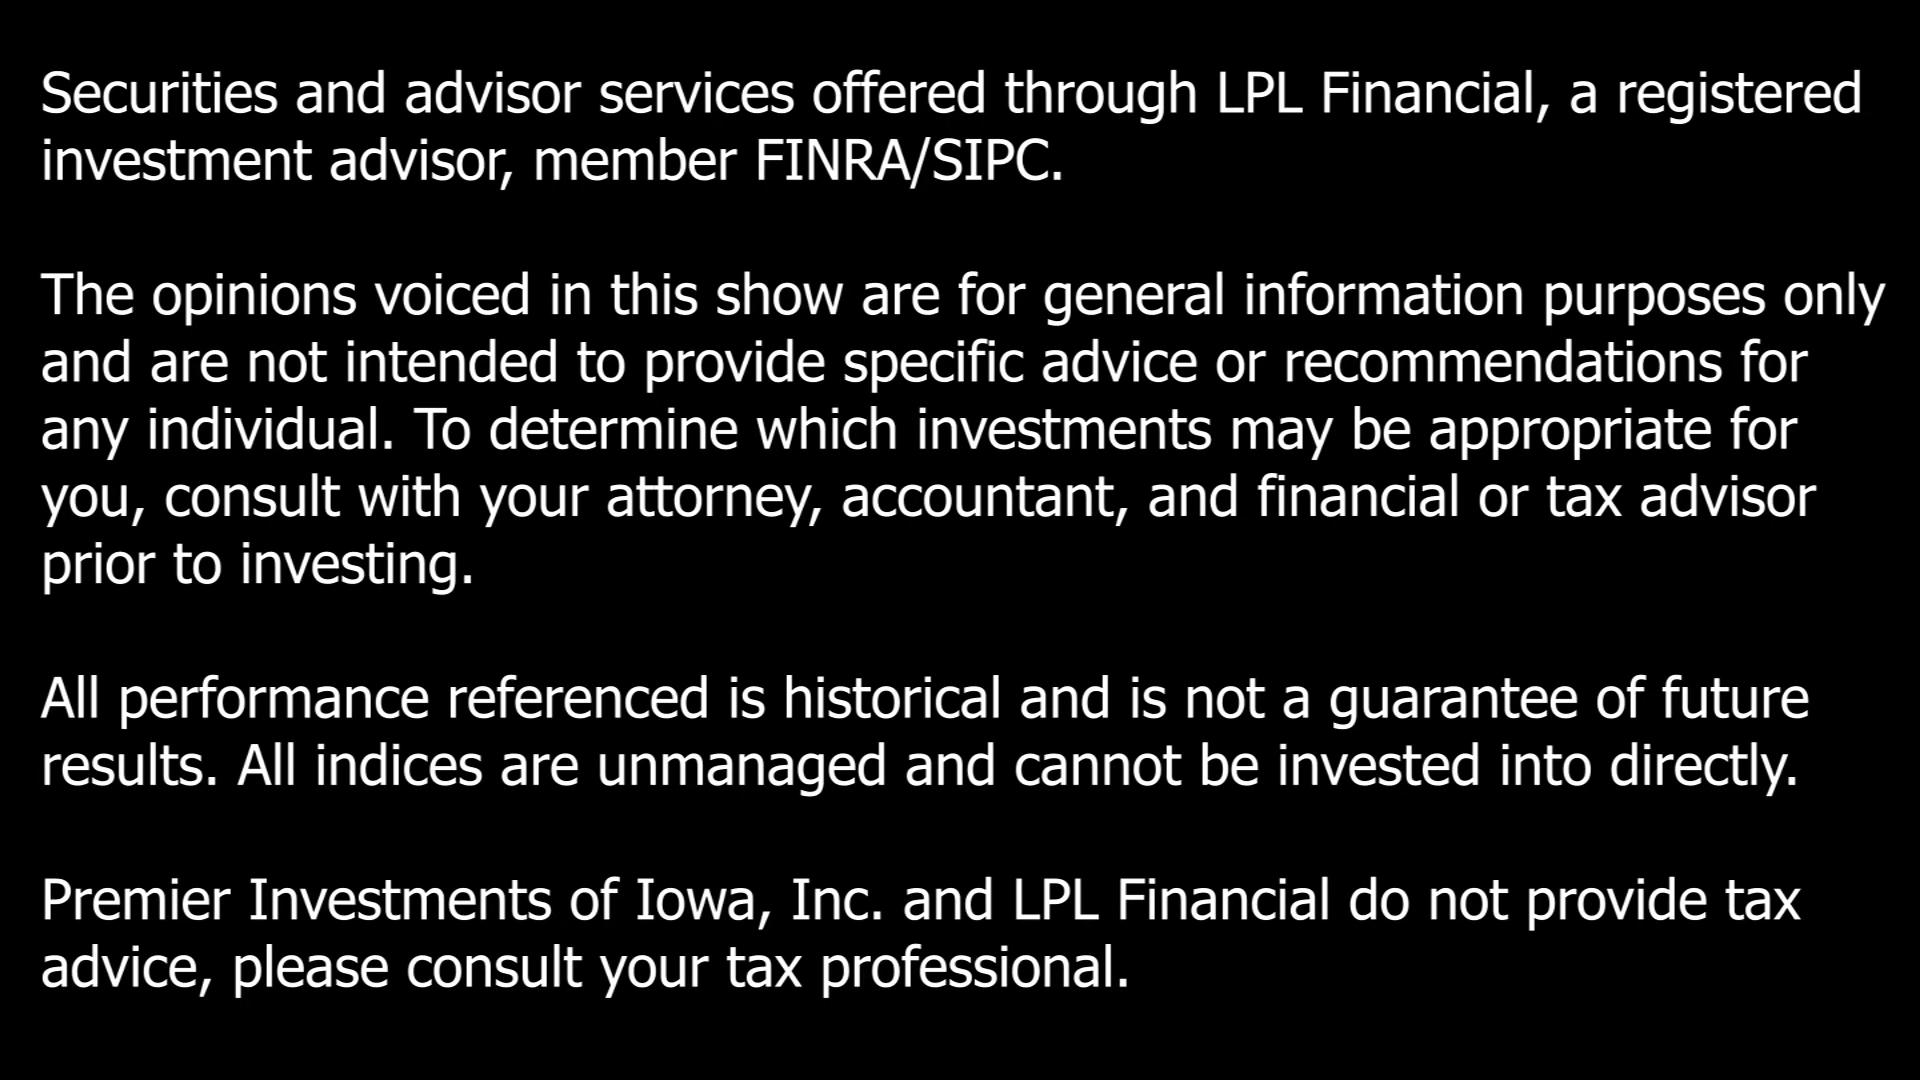 Securities and advisor services offered through LPL Financial, a registered
investment advisor, member FINRA/SIPC.
The opinions voiced in this show are for general information purposes only
and are not intended to provide specific advice or recommendations for
any individual. To determine which investments may be appropriate for
you, consult with your attorney, accountant, and financial or tax advisor
prior to investing.
All performance referenced is historical and is not a guarantee of future
results. All indices are unmanaged and cannot be invested into directly.
Premier Investments of Iowa, Inc. and LPL Financial do not provide tax
advice, please consult your tax professional.